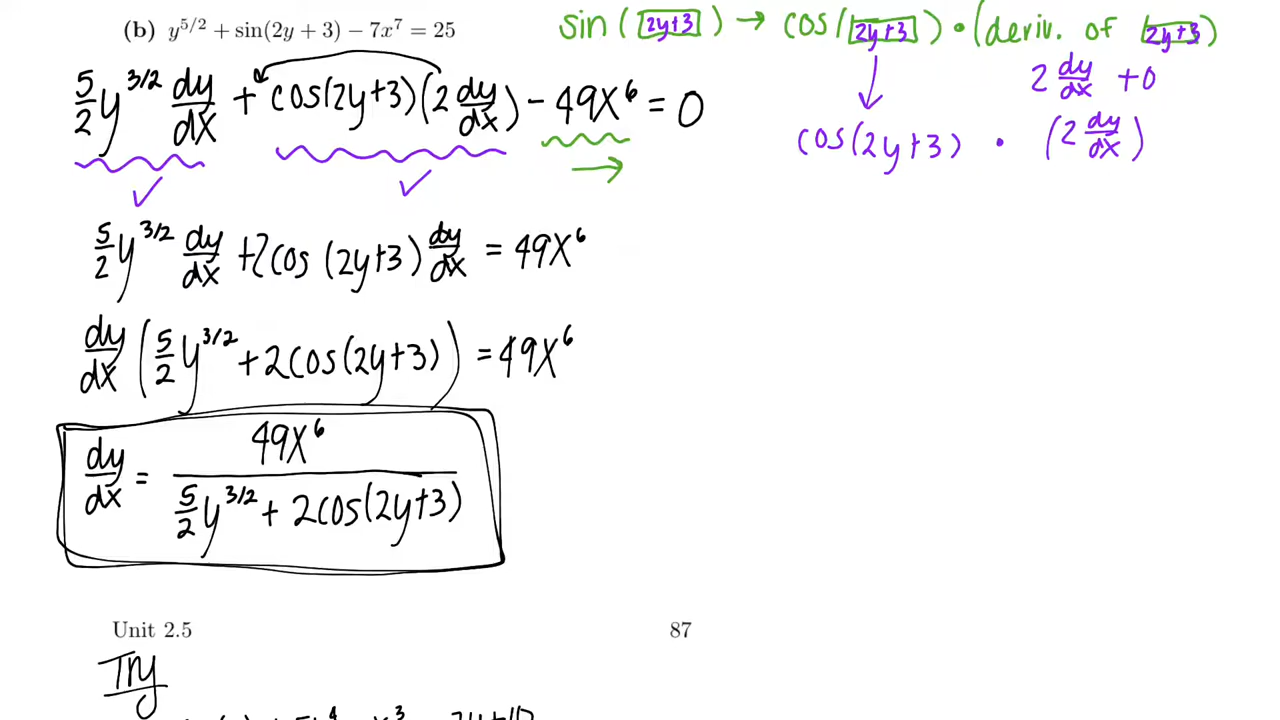 (b) y^{5/2} + sin(2y + 3) − 7x^7 = 25
sin (2y+3) → cos(2y+3) • (deriv. of 2y+3)
2 dy/dx + 0
cos(2y+3) • (2 dy/dx)
5/2 y^{3/2} dy/dx + cos(2y+3)(2 dy/dx) − 49x^6 = 0
5/2 y^{3/2} dy/dx + 2cos (2y+3) dy/dx = 49x^6
dy/dx (5/2 y^{3/2} + 2cos(2y+3)) = 49x^6
dy/dx = 49x^6 / (5/2 y^{3/2} + 2cos(2y+3))
Unit 2.5 87
Try